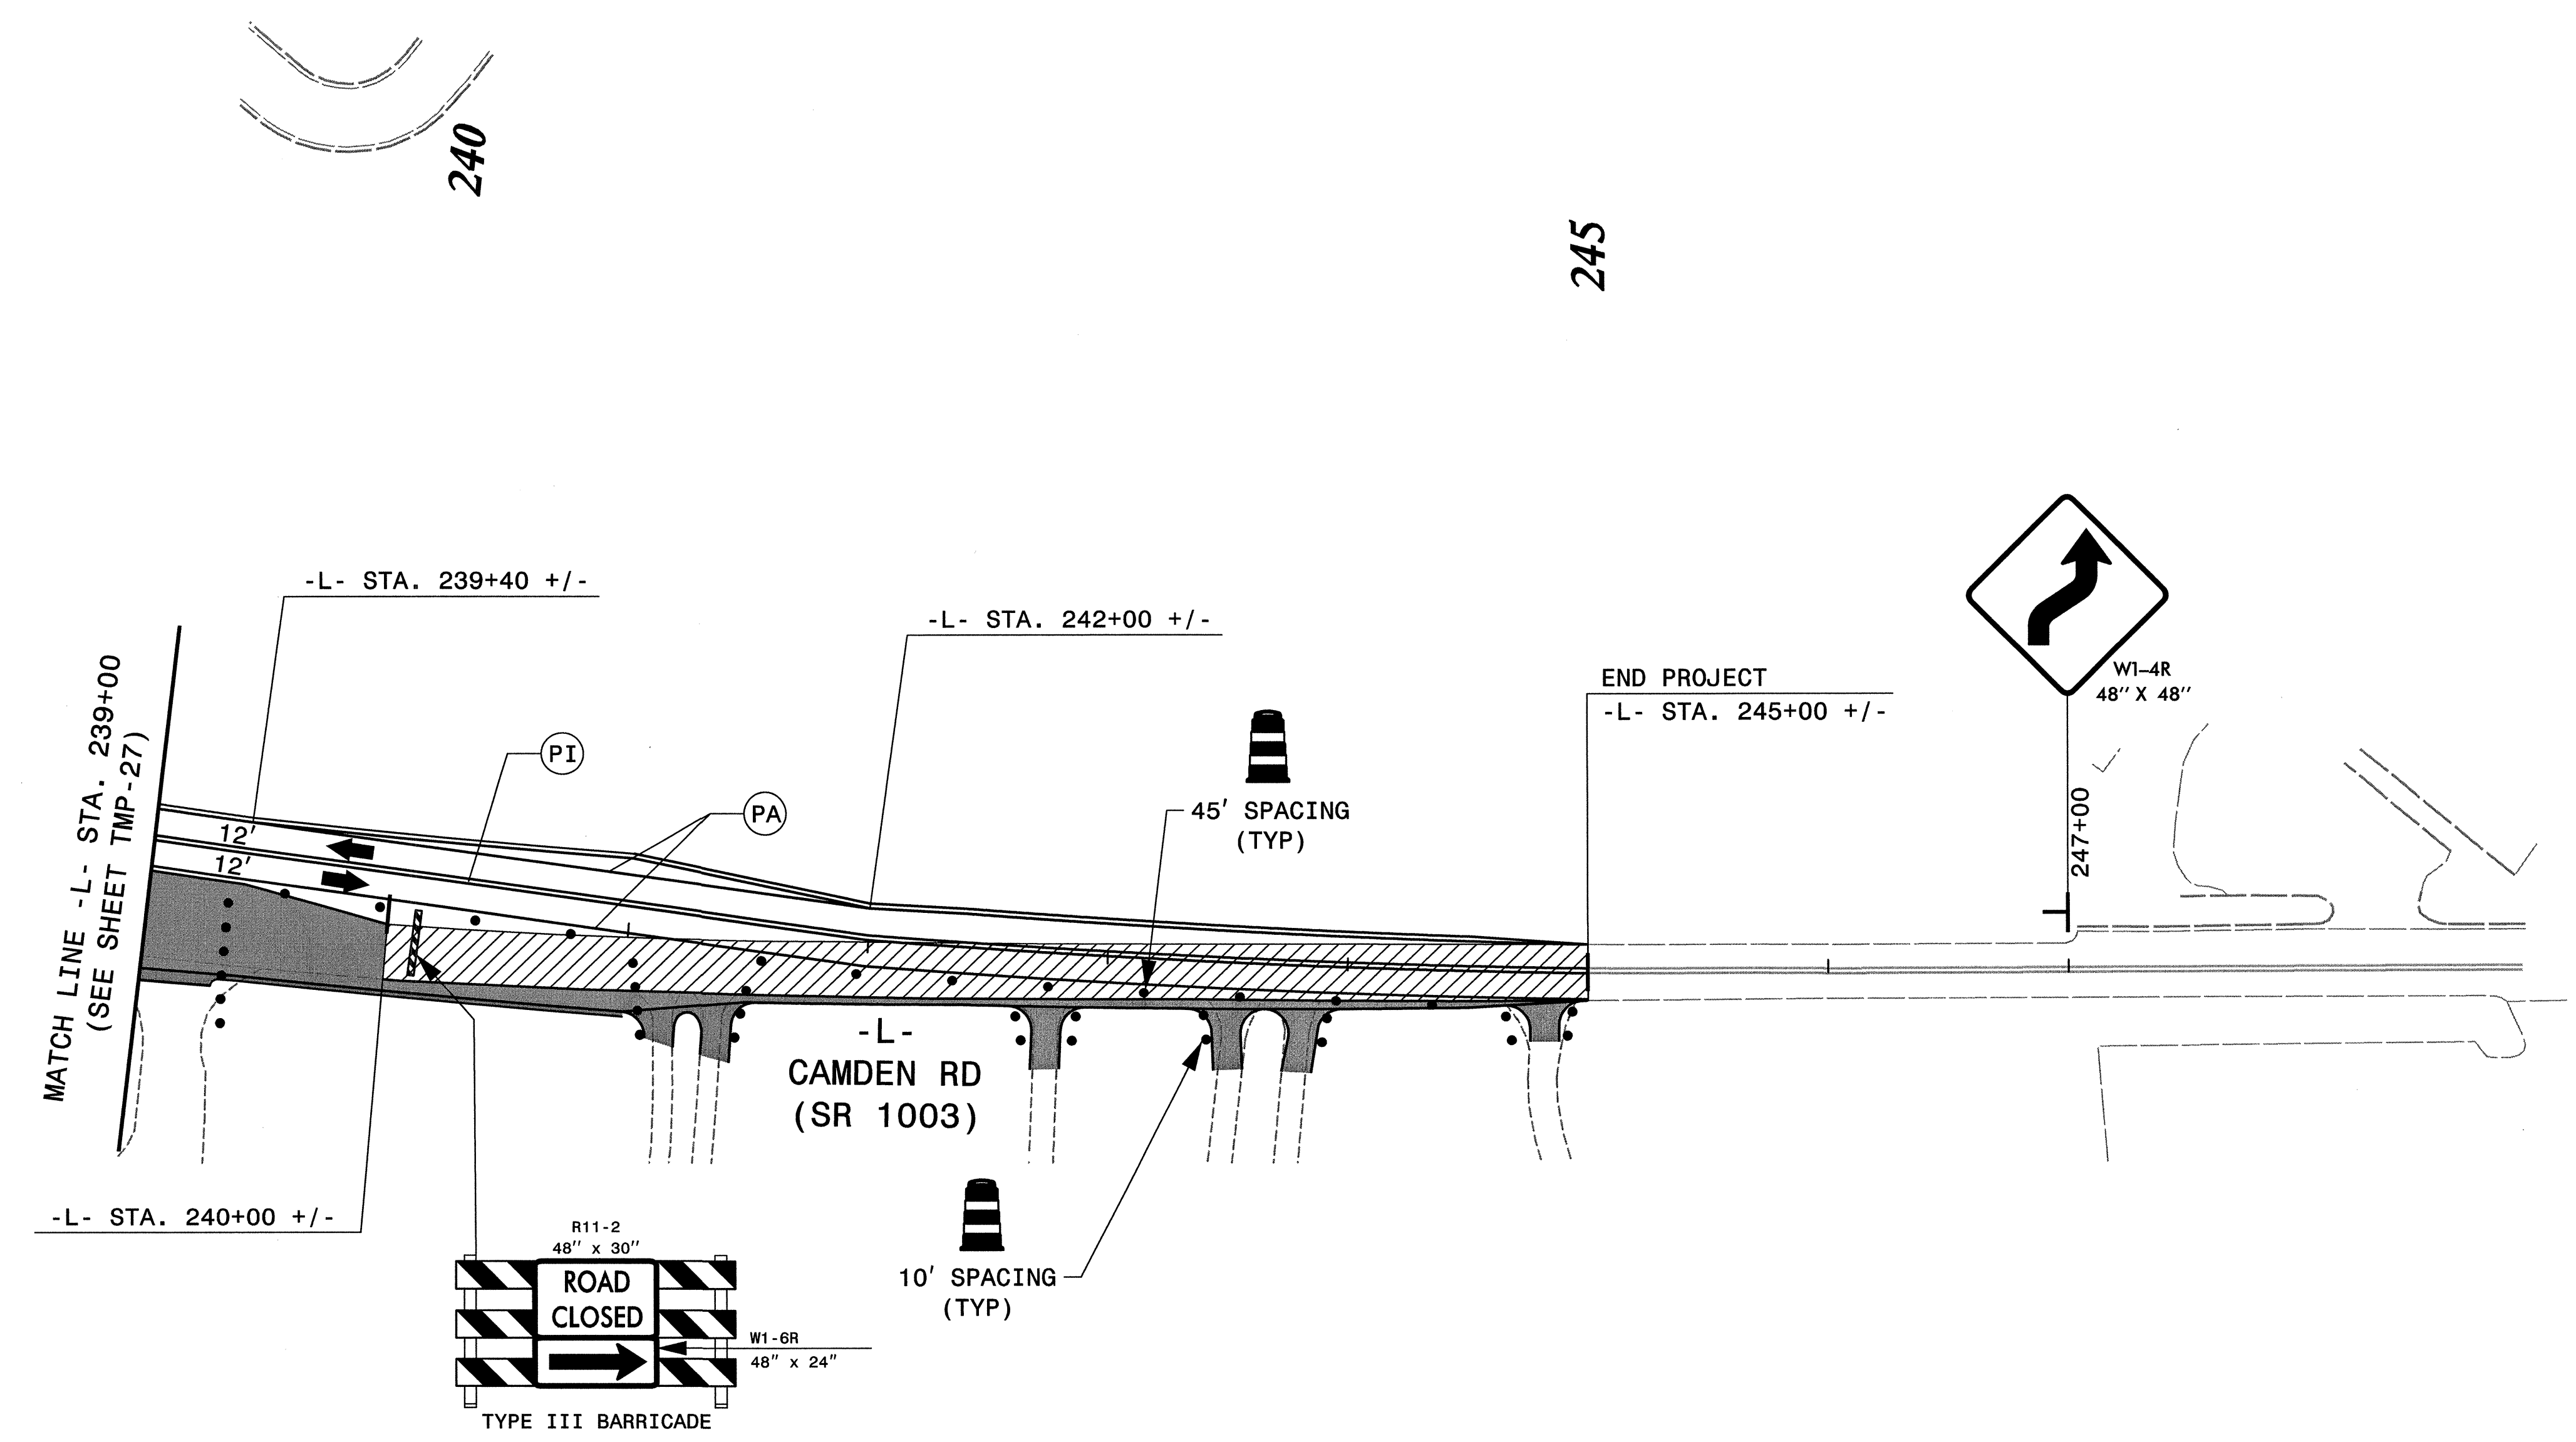 240
245
-L- STA. 239+40 +/-
-L- STA. 242+00 +/-
END PROJECT
-L- STA. 245+00 +/-
W1-4R
48" X 48"
247+00
MATCH LINE -L- STA. 239+00
(SEE SHEET TMP-27)
PI
PA
12'
12'
45' SPACING
(TYP)
-L-
CAMDEN RD
(SR 1003)
-L- STA. 240+00 +/-
10' SPACING
(TYP)
R11-2
48" x 30"
ROAD
CLOSED
W1-6R
48" x 24"
TYPE III BARRICADE